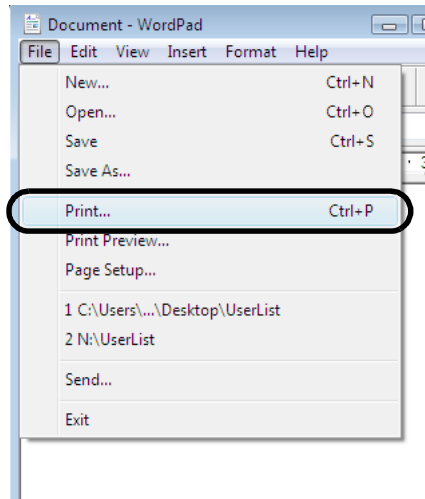 Document - WordPad
File Edit View Insert Format Help
New... Ctrl+N
Open... Ctrl+O
Save Ctrl+S
Save As...
Print... Ctrl+P
Print Preview...
Page Setup...
1 C:\Users\...\Desktop\UserList
2 N:\UserList
Send...
Exit